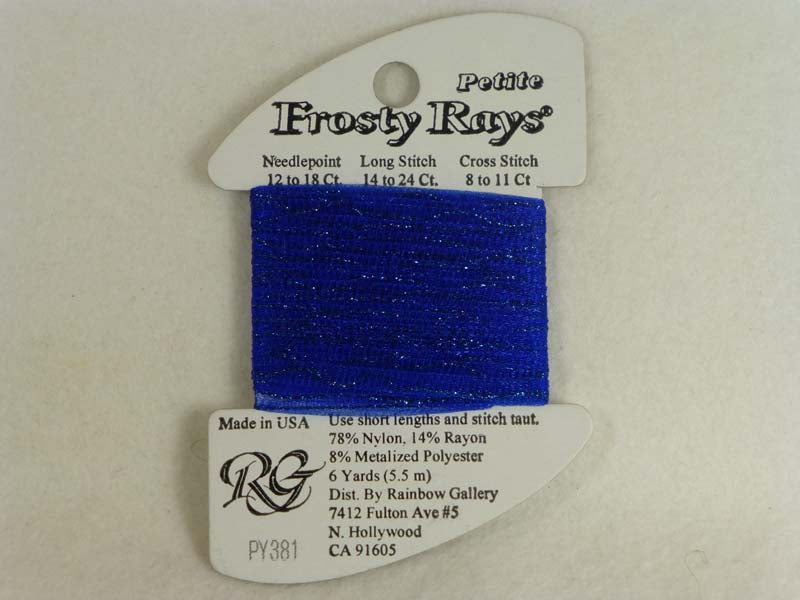 Petite
Frosty Rays®
Needlepoint Long Stitch Cross Stitch
12 to 18 Ct. 14 to 24 Ct. 8 to 11 Ct
Made in USA
Use short lengths and stitch taut.
78% Nylon, 14% Rayon
8% Metalized Polyester
6 Yards (5.5 m)
Dist. By Rainbow Gallery
7412 Fulton Ave #5
N. Hollywood
CA 91605
RG
PY381